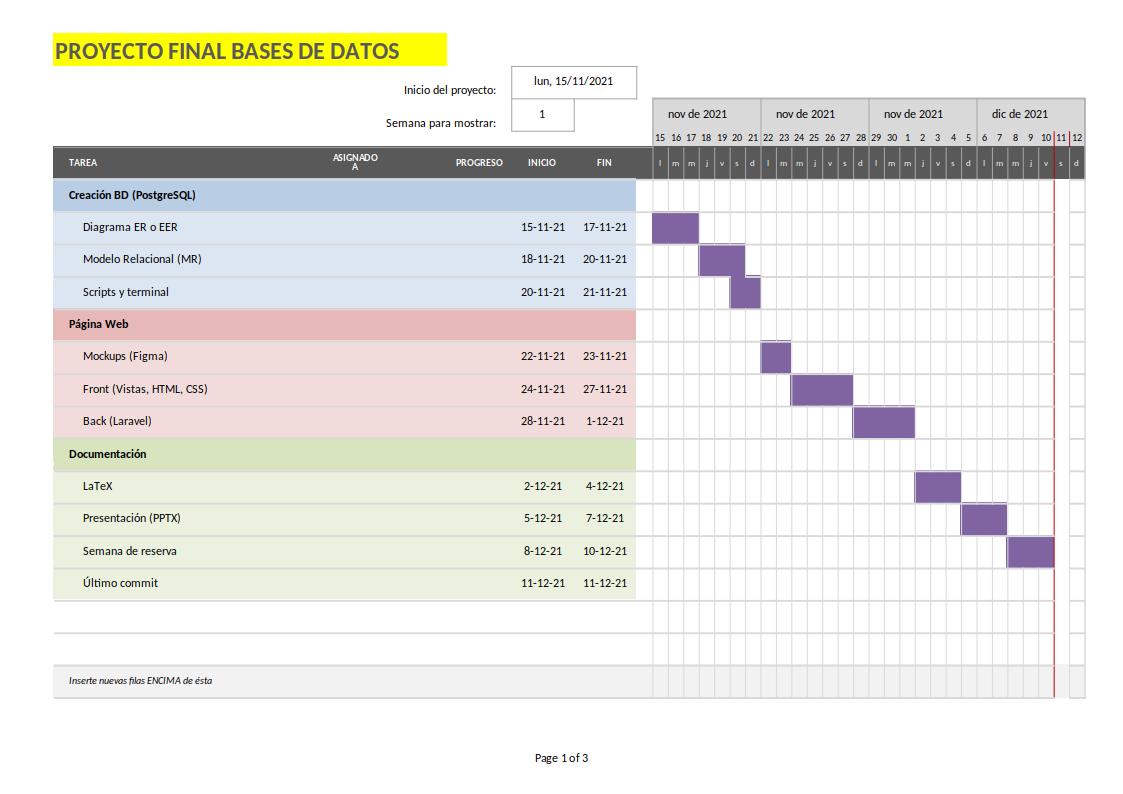 PROYECTO FINAL BASES DE DATOS
Inicio del proyecto: lun, 15/11/2021
Semana para mostrar: 1
nov de 2021 nov de 2021 nov de 2021 dic de 2021
15 16 17 18 19 20 21 22 23 24 25 26 27 28 29 30 1 2 3 4 5 6 7 8 9 10 11 12
TAREA ASIGNADO A PROGRESO INICIO FIN l m m j v s d l m m j v s d l m m j v s d l m m j v s d
Creación BD (PostgreSQL)
Diagrama ER o EER 15-11-21 17-11-21
Modelo Relacional (MR) 18-11-21 20-11-21
Scripts y terminal 20-11-21 21-11-21
Página Web
Mockups (Figma) 22-11-21 23-11-21
Front (Vistas, HTML, CSS) 24-11-21 27-11-21
Back (Laravel) 28-11-21 1-12-21
Documentación
LaTeX 2-12-21 4-12-21
Presentación (PPTX) 5-12-21 7-12-21
Semana de reserva 8-12-21 10-12-21
Último commit 11-12-21 11-12-21
Inserte nuevas filas ENCIMA de ésta
Page 1 of 3